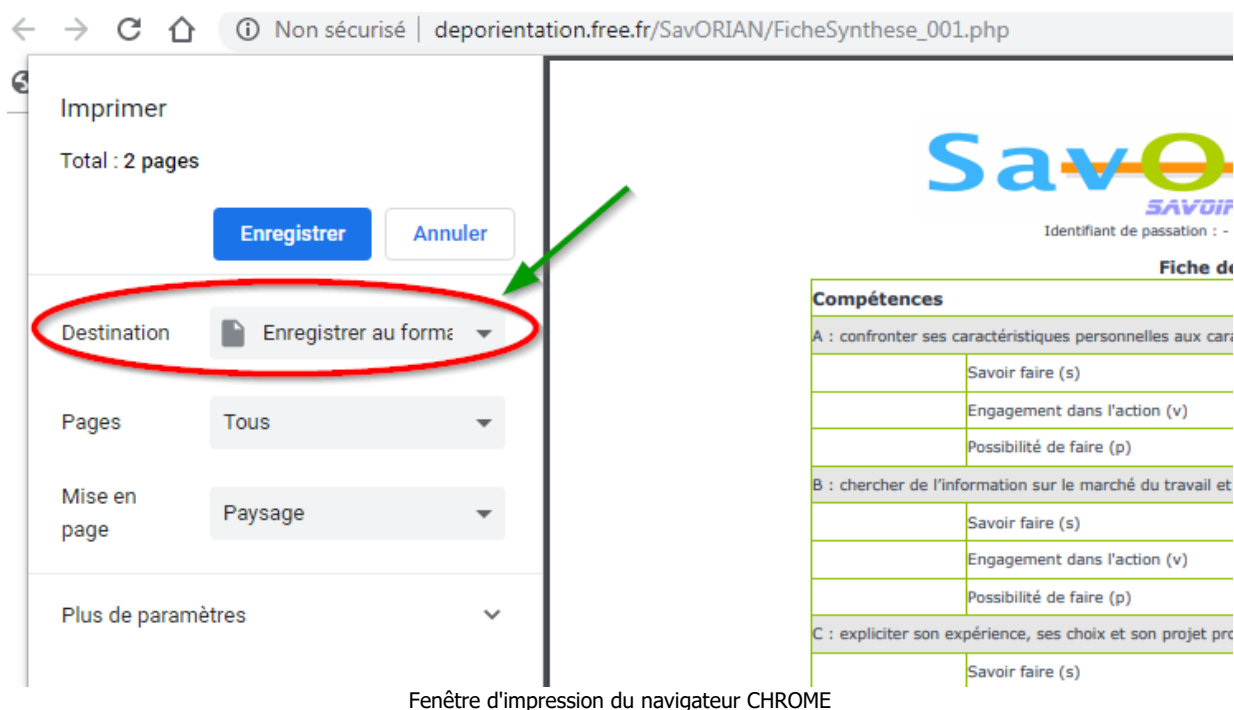 Non sécurisé | deporientation.free.fr/SavORIAN/FicheSynthese_001.php
Imprimer
Total : 2 pages
Enregistrer Annuler
Destination Enregistrer au forma
Pages Tous
Mise en page Paysage
Plus de paramètres
SavO
SAVOIR
Identifiant de passation : -
Fiche de
Compétences
A : confronter ses caractéristiques personnelles aux cara
Savoir faire (s)
Engagement dans l'action (v)
Possibilité de faire (p)
B : chercher de l'information sur le marché du travail et
Savoir faire (s)
Engagement dans l'action (v)
Possibilité de faire (p)
C : expliciter son expérience, ses choix et son projet pro
Savoir faire (s)
Fenêtre d'impression du navigateur CHROME